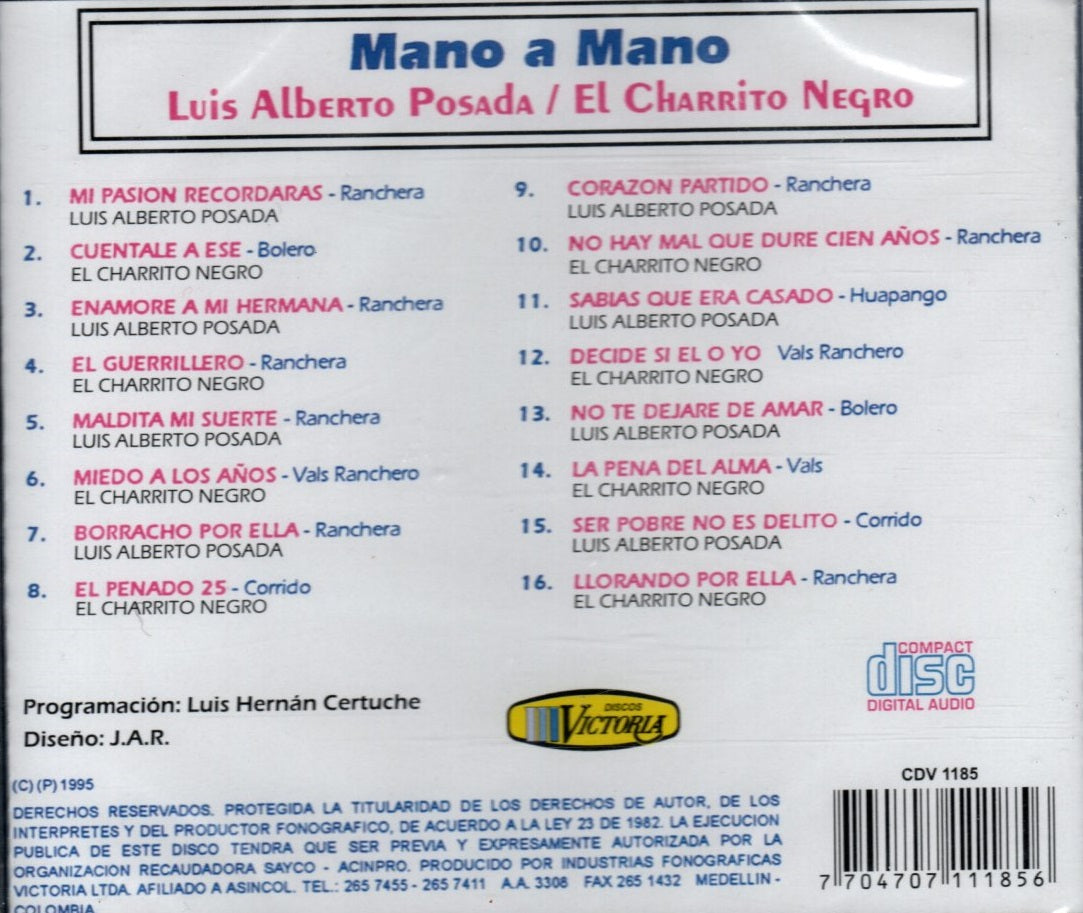 Mano a Mano
Luis Alberto Posada / El Charrito Negro
1. MI PASION RECORDARAS - Ranchera
LUIS ALBERTO POSADA
2. CUENTALE A ESE - Bolero
EL CHARRITO NEGRO
3. ENAMORE A MI HERMANA - Ranchera
LUIS ALBERTO POSADA
4. EL GUERRILLERO - Ranchera
EL CHARRITO NEGRO
5. MALDITA MI SUERTE - Ranchera
LUIS ALBERTO POSADA
6. MIEDO A LOS AÑOS - Vals Ranchero
EL CHARRITO NEGRO
7. BORRACHO POR ELLA - Ranchera
LUIS ALBERTO POSADA
8. EL PENADO 25 - Corrido
EL CHARRITO NEGRO
9. CORAZON PARTIDO - Ranchera
LUIS ALBERTO POSADA
10. NO HAY MAL QUE DURE CIEN AÑOS - Ranchera
EL CHARRITO NEGRO
11. SABIAS QUE ERA CASADO - Huapango
LUIS ALBERTO POSADA
12. DECIDE SI EL O YO Vals Ranchero
EL CHARRITO NEGRO
13. NO TE DEJARE DE AMAR - Bolero
LUIS ALBERTO POSADA
14. LA PENA DEL ALMA - Vals
EL CHARRITO NEGRO
15. SER POBRE NO ES DELITO - Corrido
LUIS ALBERTO POSADA
16. LLORANDO POR ELLA - Ranchera
EL CHARRITO NEGRO
Programación: Luis Hernán Certuche
Diseño: J.A.R.
DISCOS
VICTORIA
COMPACT
disc
DIGITAL AUDIO
(C) (P) 1995
DERECHOS RESERVADOS. PROTEGIDA LA TITULARIDAD DE LOS DERECHOS DE AUTOR, DE LOS
INTERPRETES Y DEL PRODUCTOR FONOGRAFICO, DE ACUERDO A LA LEY 23 DE 1982. LA EJECUCION
PUBLICA DE ESTE DISCO TENDRA QUE SER PREVIA Y EXPRESAMENTE AUTORIZADA POR LA
ORGANIZACION RECAUDADORA SAYCO - ACINPRO. PRODUCIDO POR INDUSTRIAS FONOGRAFICAS
VICTORIA LTDA. AFILIADO A ASINCOL. TEL.: 265 7455 - 265 7411 A.A. 3308 FAX 265 1432 MEDELLIN -
COLOMBIA
CDV 1185
7 704707 111856